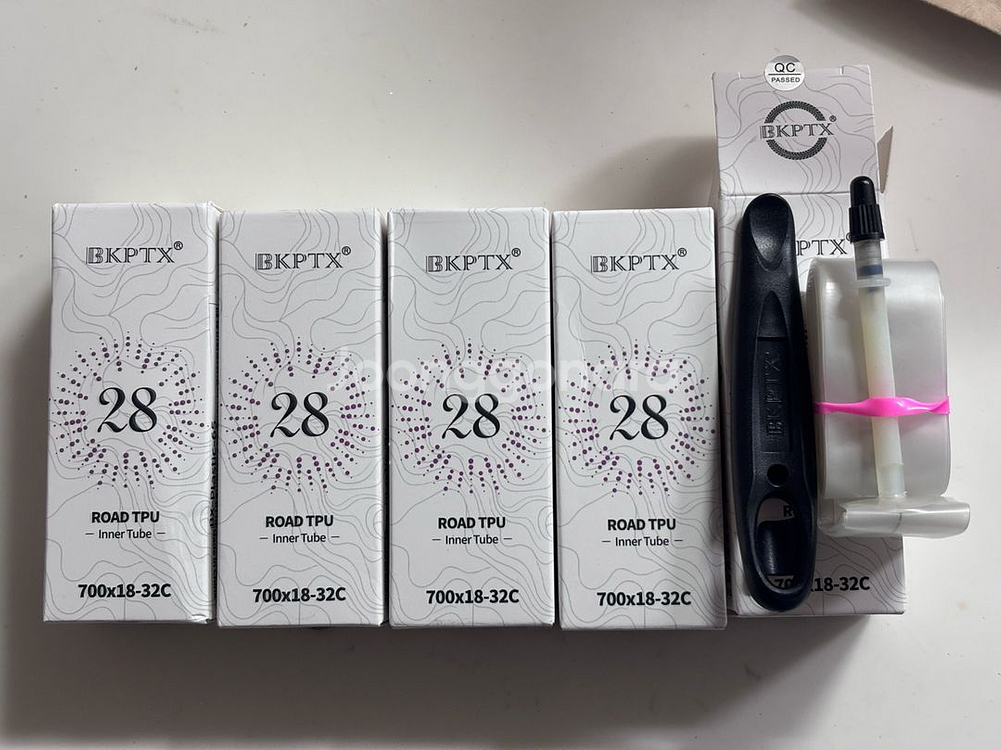 BKPTX®
28
ROAD TPU
– Inner Tube –
700x18-32C
BKPTX®
28
ROAD TPU
– Inner Tube –
700x18-32C
BKPTX®
28
ROAD TPU
– Inner Tube –
700x18-32C
BKPTX®
28
ROAD TPU
– Inner Tube –
700x18-32C
QC
PASSED
BKPTX®
BKPTX
joonggonara